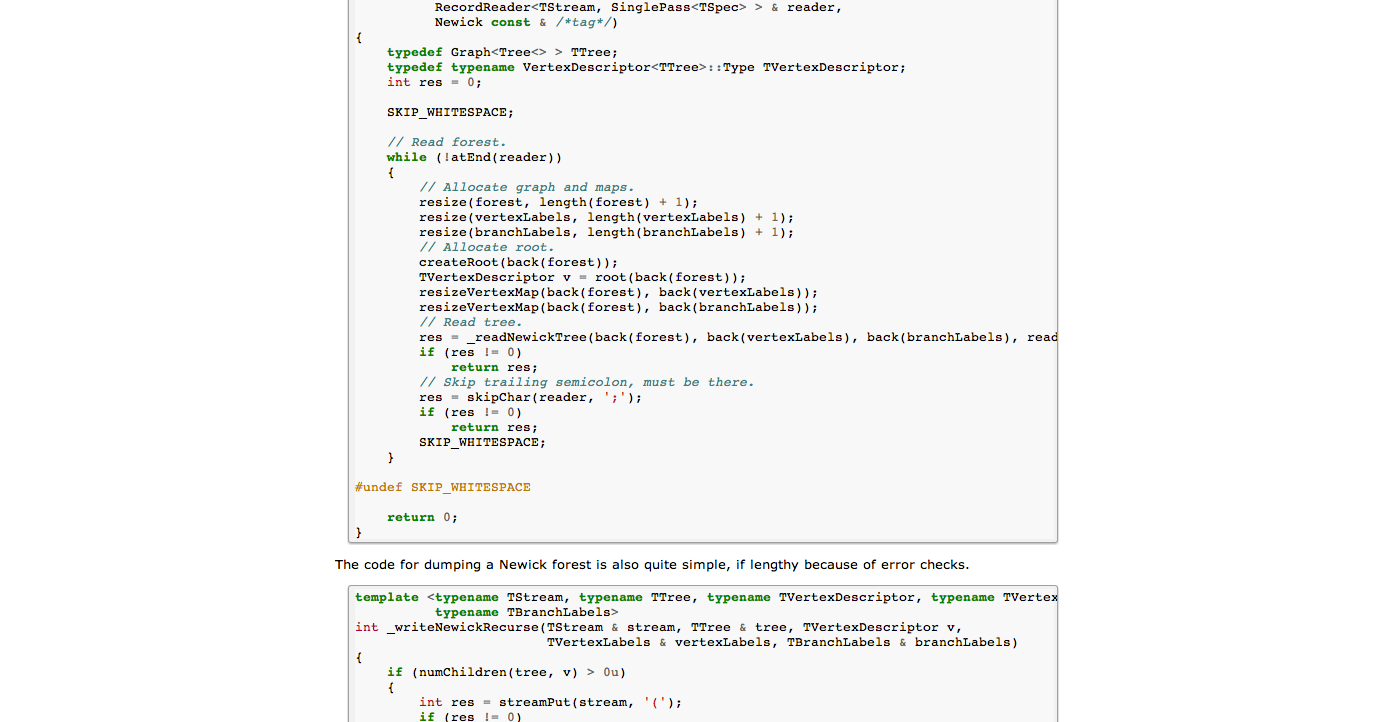 RecordReader<TStream, SinglePass<TSpec> > & reader,
Newick const & /*tag*/)
{
typedef Graph<Tree<> > TTree;
typedef typename VertexDescriptor<TTree>::Type TVertexDescriptor;
int res = 0;
SKIP_WHITESPACE;
// Read forest.
while (!atEnd(reader))
{
// Allocate graph and maps.
resize(forest, length(forest) + 1);
resize(vertexLabels, length(vertexLabels) + 1);
resize(branchLabels, length(branchLabels) + 1);
// Allocate root.
createRoot(back(forest));
TVertexDescriptor v = root(back(forest));
resizeVertexMap(back(forest), back(vertexLabels));
resizeVertexMap(back(forest), back(branchLabels));
// Read tree.
res = _readNewickTree(back(forest), back(vertexLabels), back(branchLabels), read
if (res != 0)
return res;
// Skip trailing semicolon, must be there.
res = skipChar(reader, ';');
if (res != 0)
return res;
SKIP_WHITESPACE;
}
#undef SKIP_WHITESPACE
return 0;
}
The code for dumping a Newick forest is also quite simple, if lengthy because of error checks.
template <typename TStream, typename TTree, typename TVertexDescriptor, typename TVertex
typename TBranchLabels>
int _writeNewickRecurse(TStream & stream, TTree & tree, TVertexDescriptor v,
TVertexLabels & vertexLabels, TBranchLabels & branchLabels)
{
if (numChildren(tree, v) > 0u)
{
int res = streamPut(stream, '(');
if (res != 0)